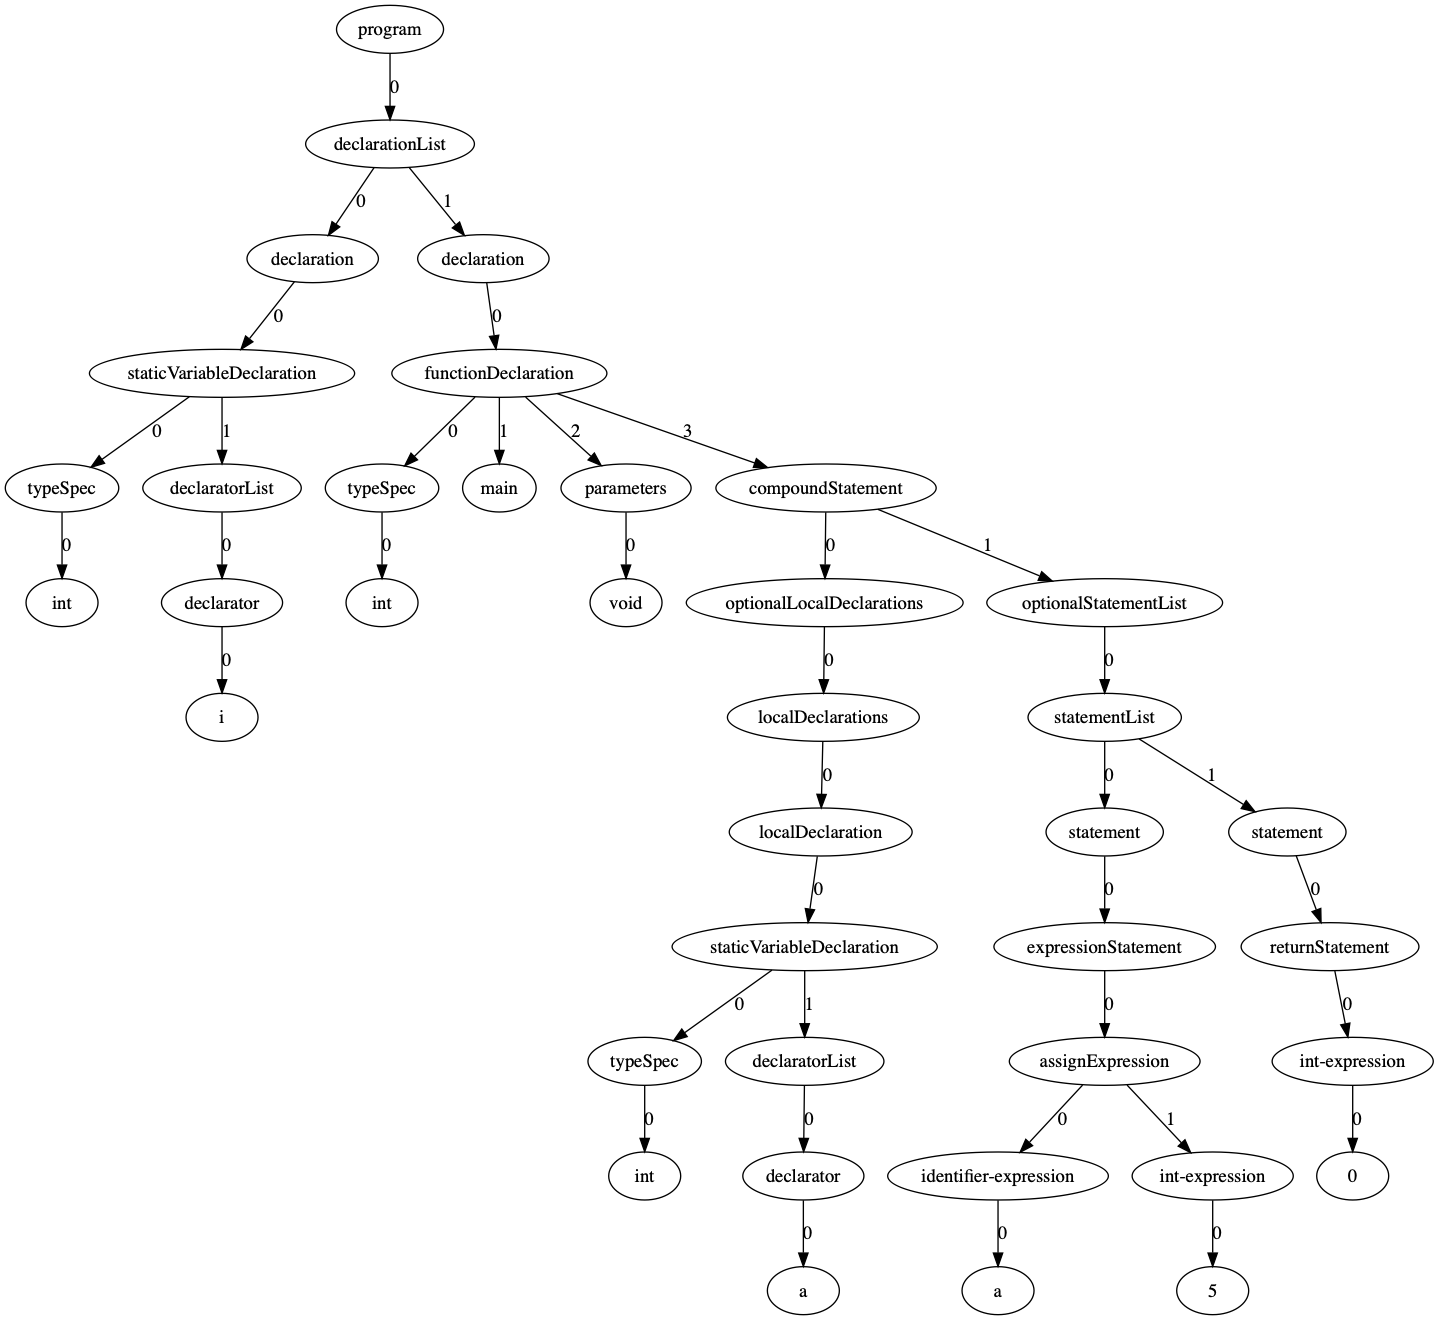 program
0
declarationList
0 1
declaration declaration
0 0
staticVariableDeclaration functionDeclaration
0 1 0 1 2 3
typeSpec declaratorList typeSpec main parameters compoundStatement
0 0 0 0 0 1
int declarator int void optionalLocalDeclarations optionalStatementList
0 0 0
i localDeclarations statementList
0 0 1
localDeclaration statement statement
0 0 0
staticVariableDeclaration expressionStatement returnStatement
0 1 0 0
typeSpec declaratorList assignExpression int-expression
0 0 0 1 0
int declarator identifier-expression int-expression 0
0 0 0
a a 5